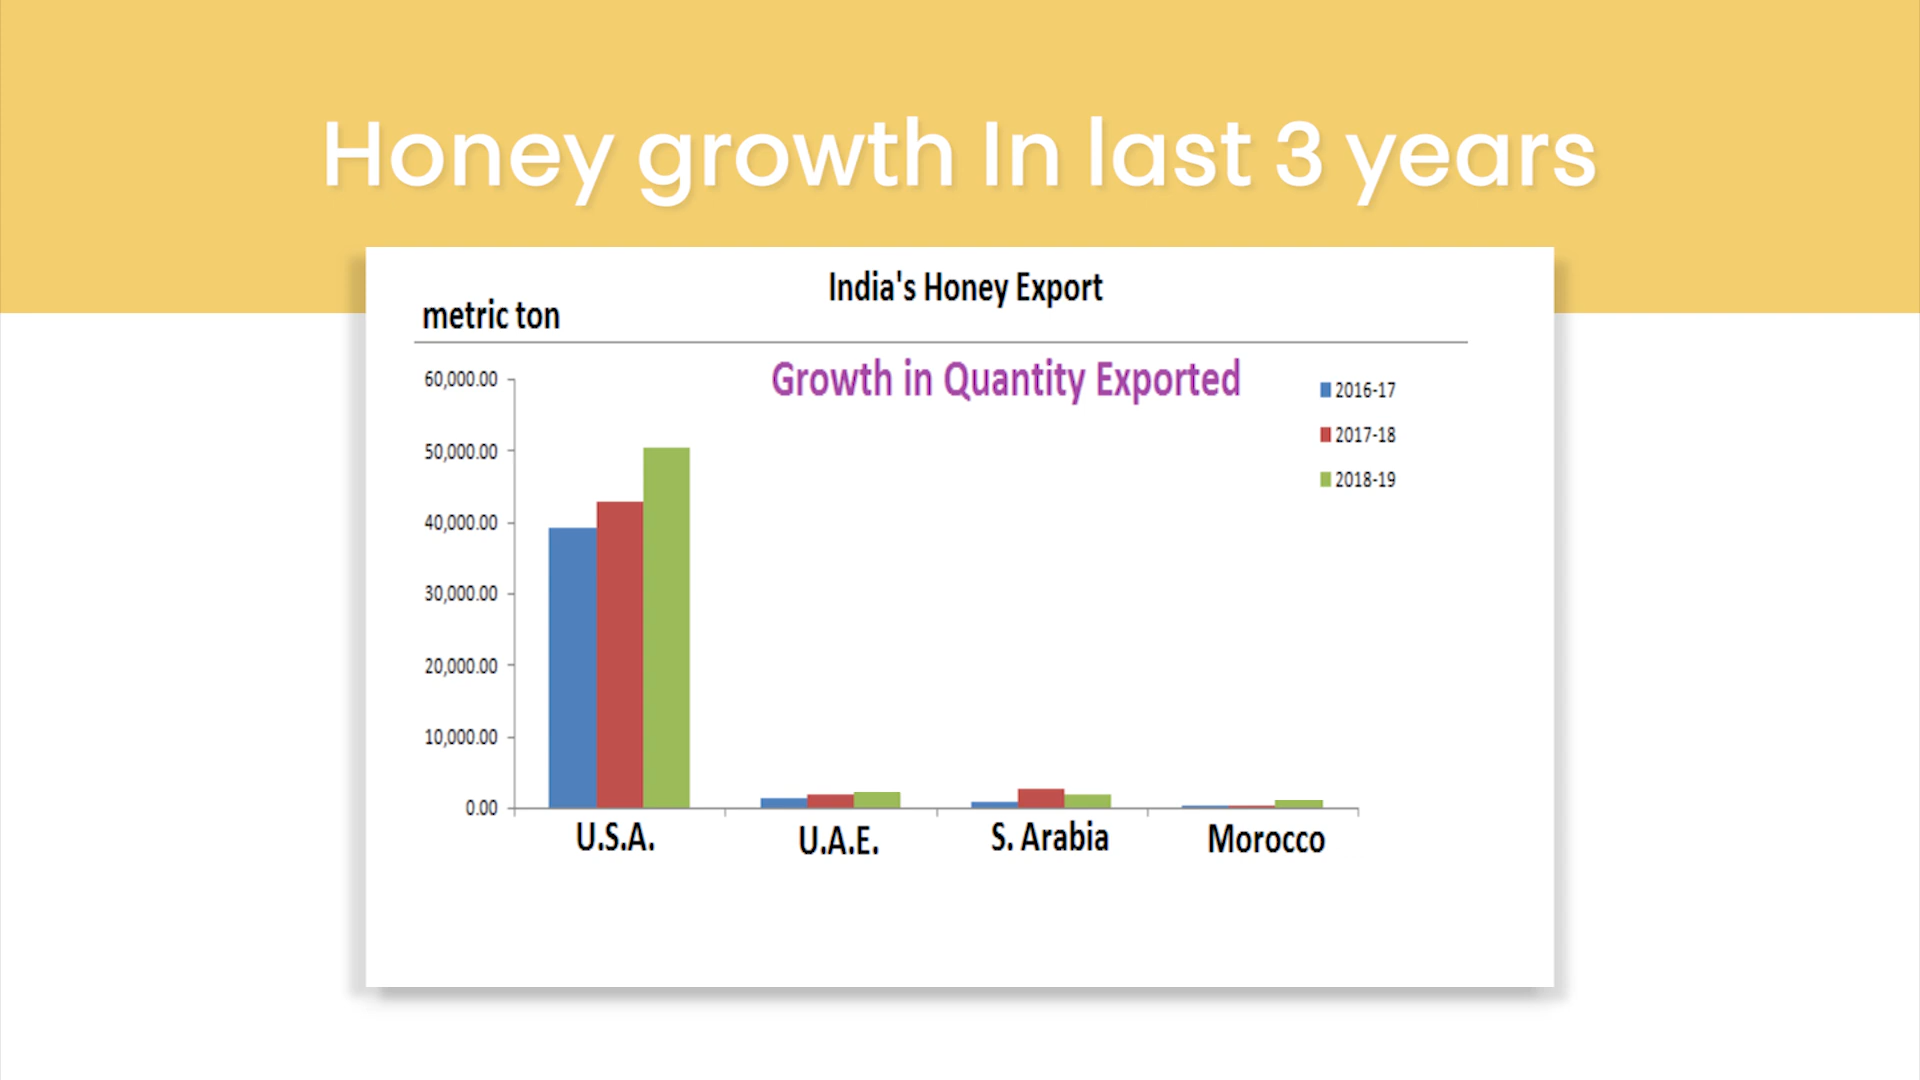 Honey growth In last 3 years
India's Honey Export
metric ton
Growth in Quantity Exported
60,000.00
50,000.00
40,000.00
30,000.00
20,000.00
10,000.00
0.00
2016-17
2017-18
2018-19
U.S.A.
U.A.E.
S. Arabia
Morocco